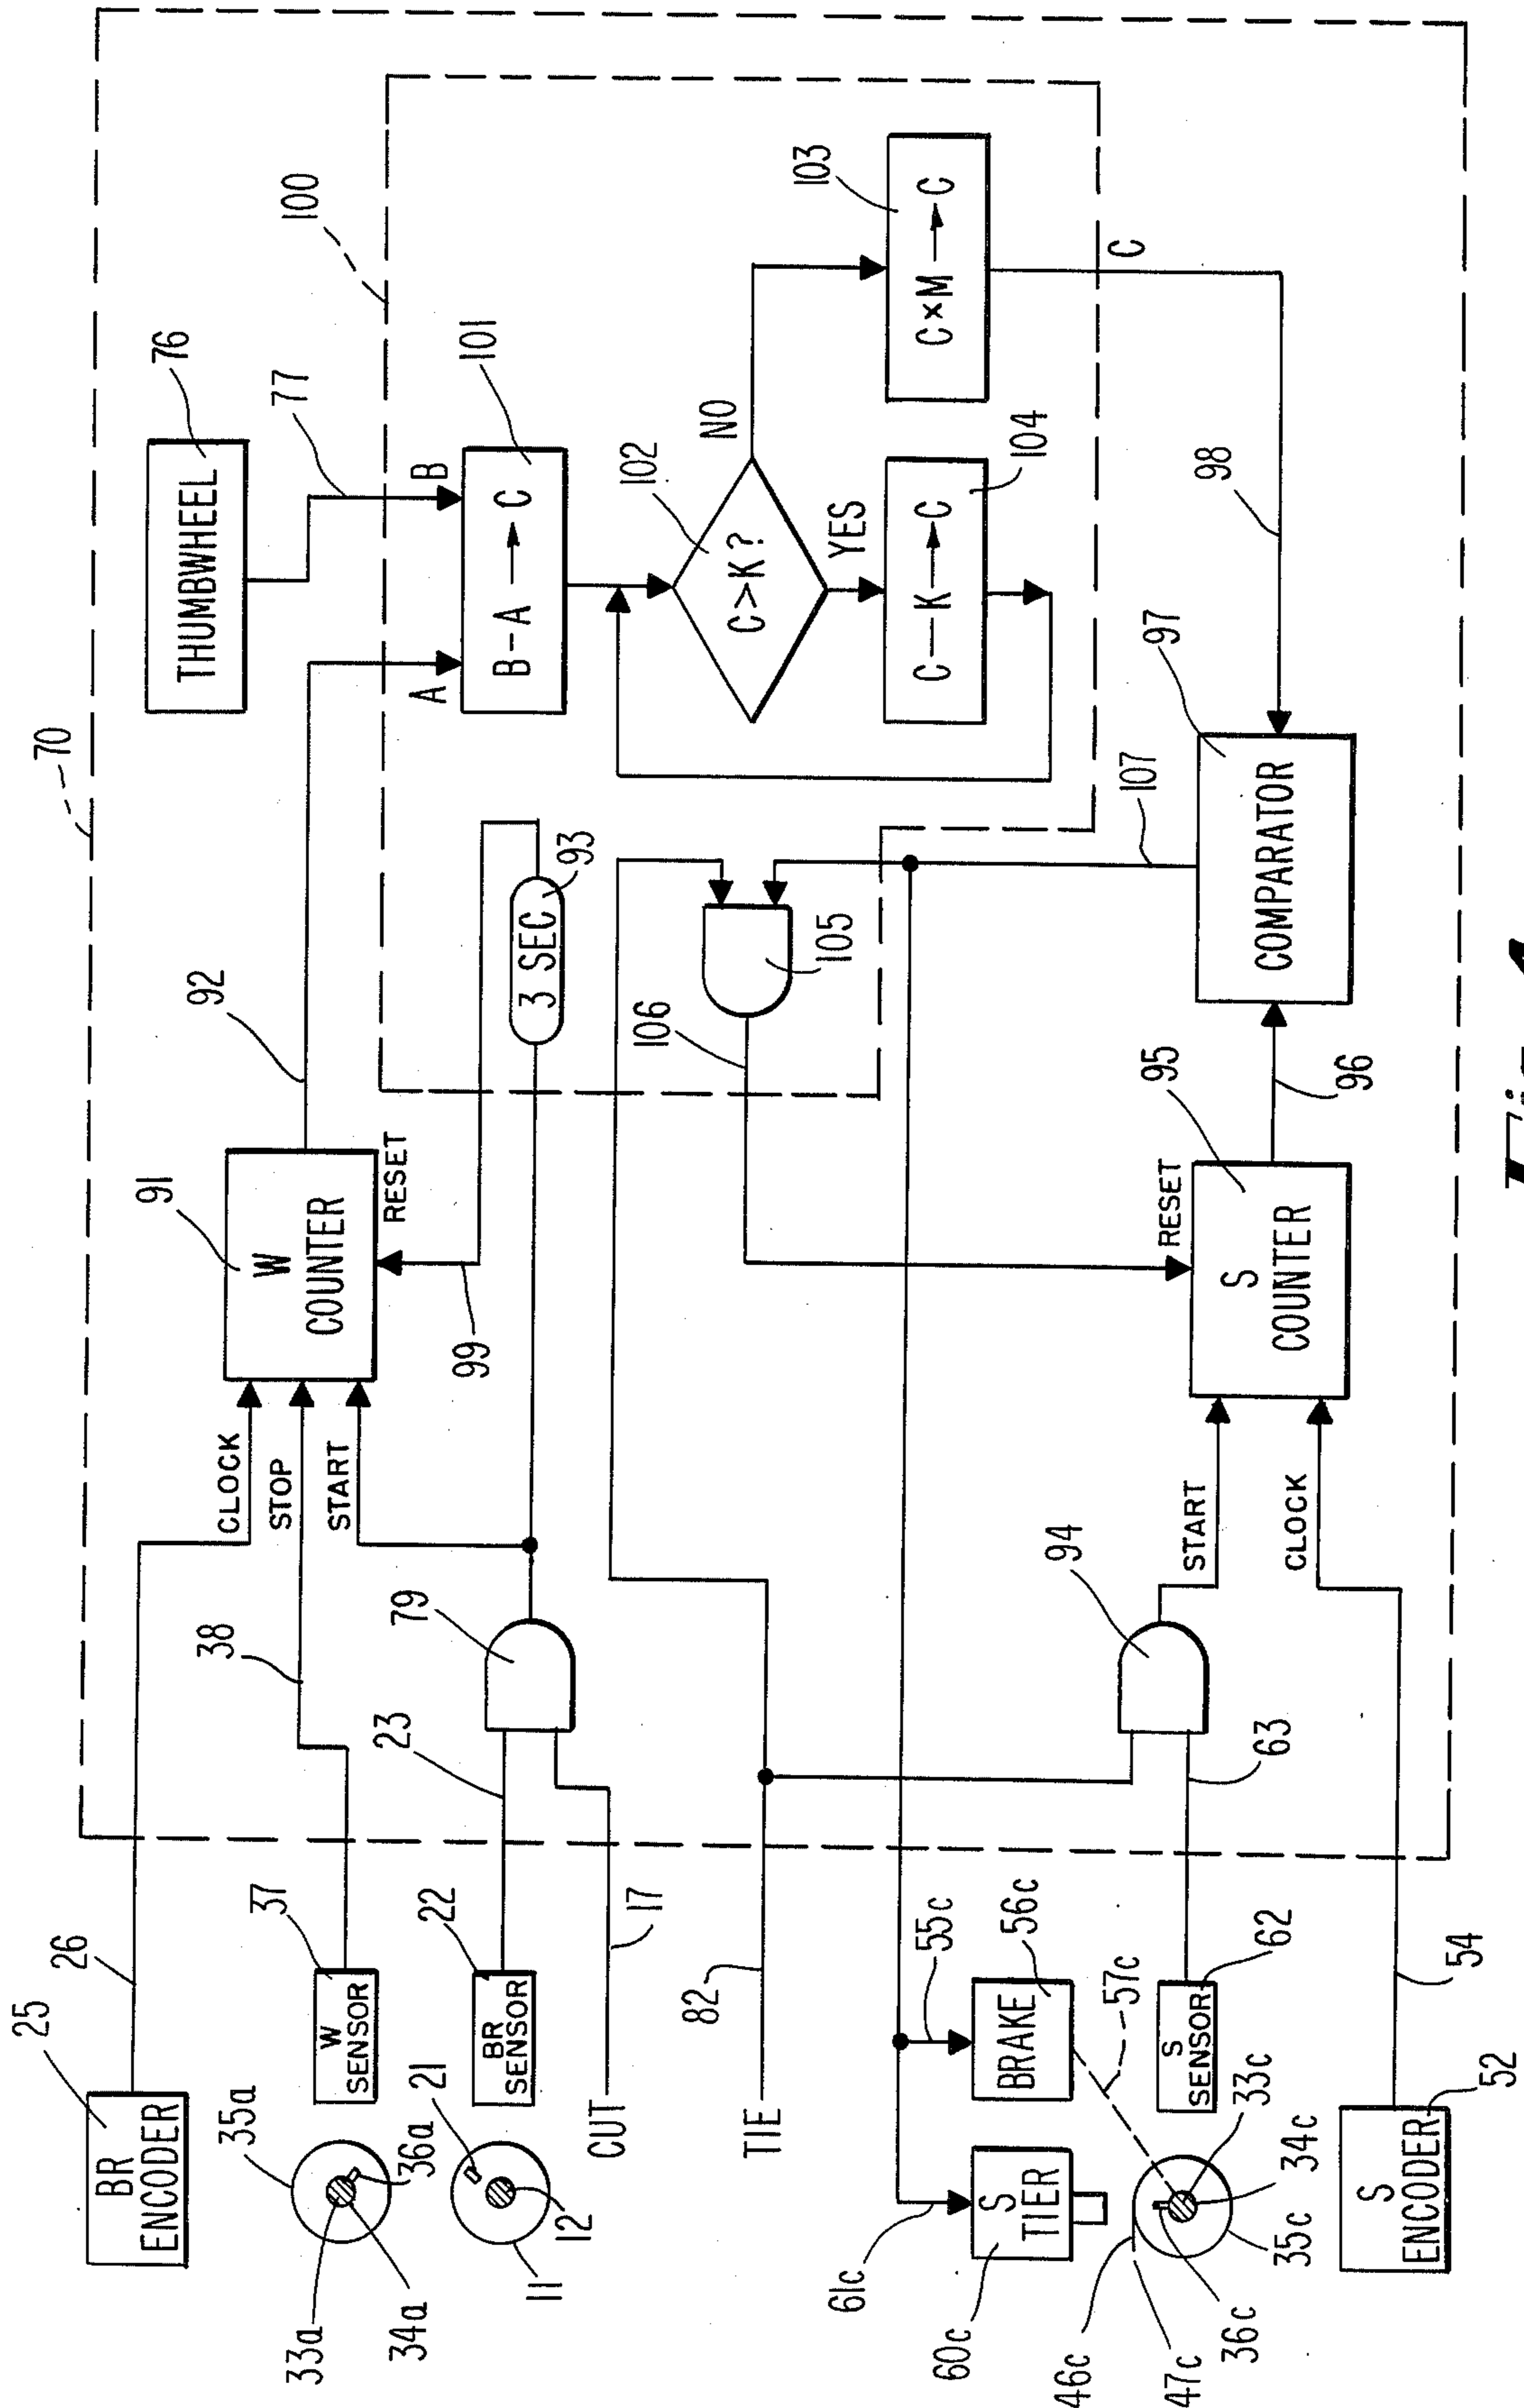 70
100
THUMBWHEEL
76
77
91
W
COUNTER
92
CLOCK
STOP
START
RESET
99
3 SEC
93
A
B
B-A → C
101
102
C>K?
NO
YES
C×M → C
103
C—K→C
104
C
98
25
BR
ENCODER
26
35a
33a
34a
36a
W
SENSOR
37
38
21
11
12
BR
SENSOR
22
23
79
CUT
17
TIE
82
105
106
107
RESET
S
COUNTER
95
96
COMPARATOR
97
94
START
CLOCK
55c
BRAKE
56c
57c
S
TIER
60c
61c
46c
47c
36c
35c
34c
33c
S
SENSOR
62
63
S
ENCODER
52
54